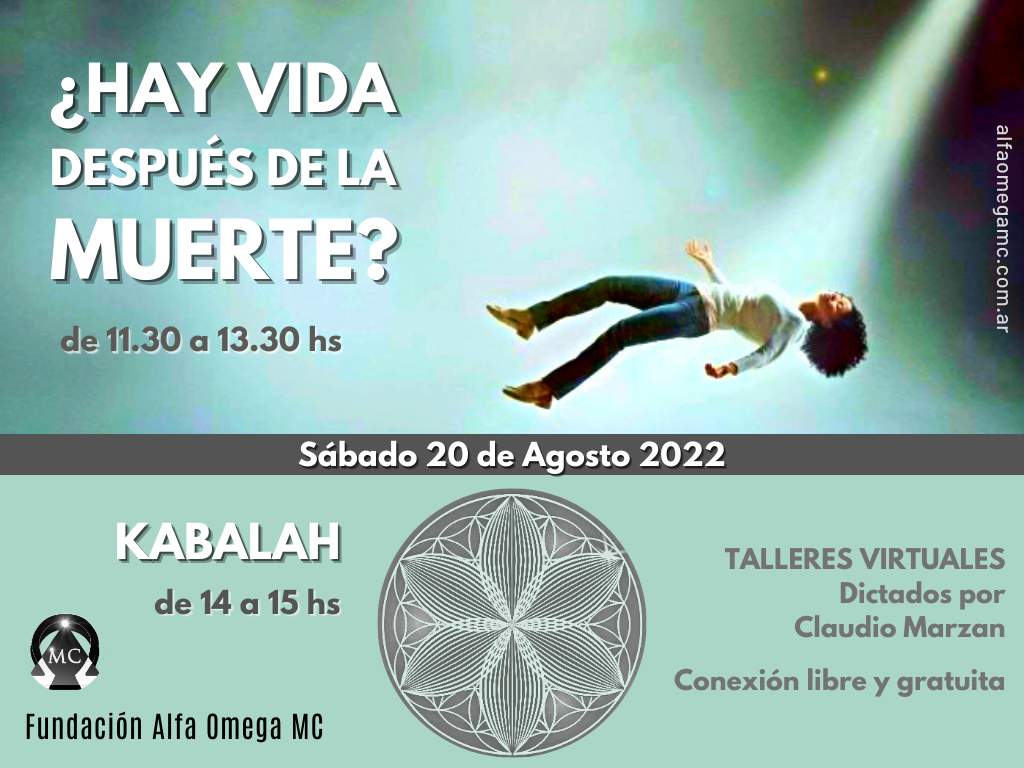 ¿HAY VIDA
DESPUÉS DE LA
MUERTE?
de 11.30 a 13.30 hs
alfaomegamc.com.ar
Sábado 20 de Agosto 2022
KABALAH
de 14 a 15 hs
MC
Fundación Alfa Omega MC
TALLERES VIRTUALES
Dictados por
Claudio Marzan
Conexión libre y gratuita